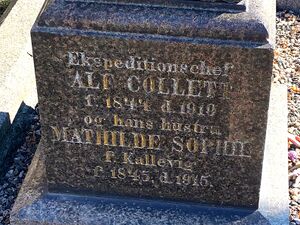 Ekspeditionschef
ALF COLLETT
f. 1844 d. 1919
og hans hustru
MATHILDE SOPHIE
f. Kallevig
f. 1845. d. 1915.